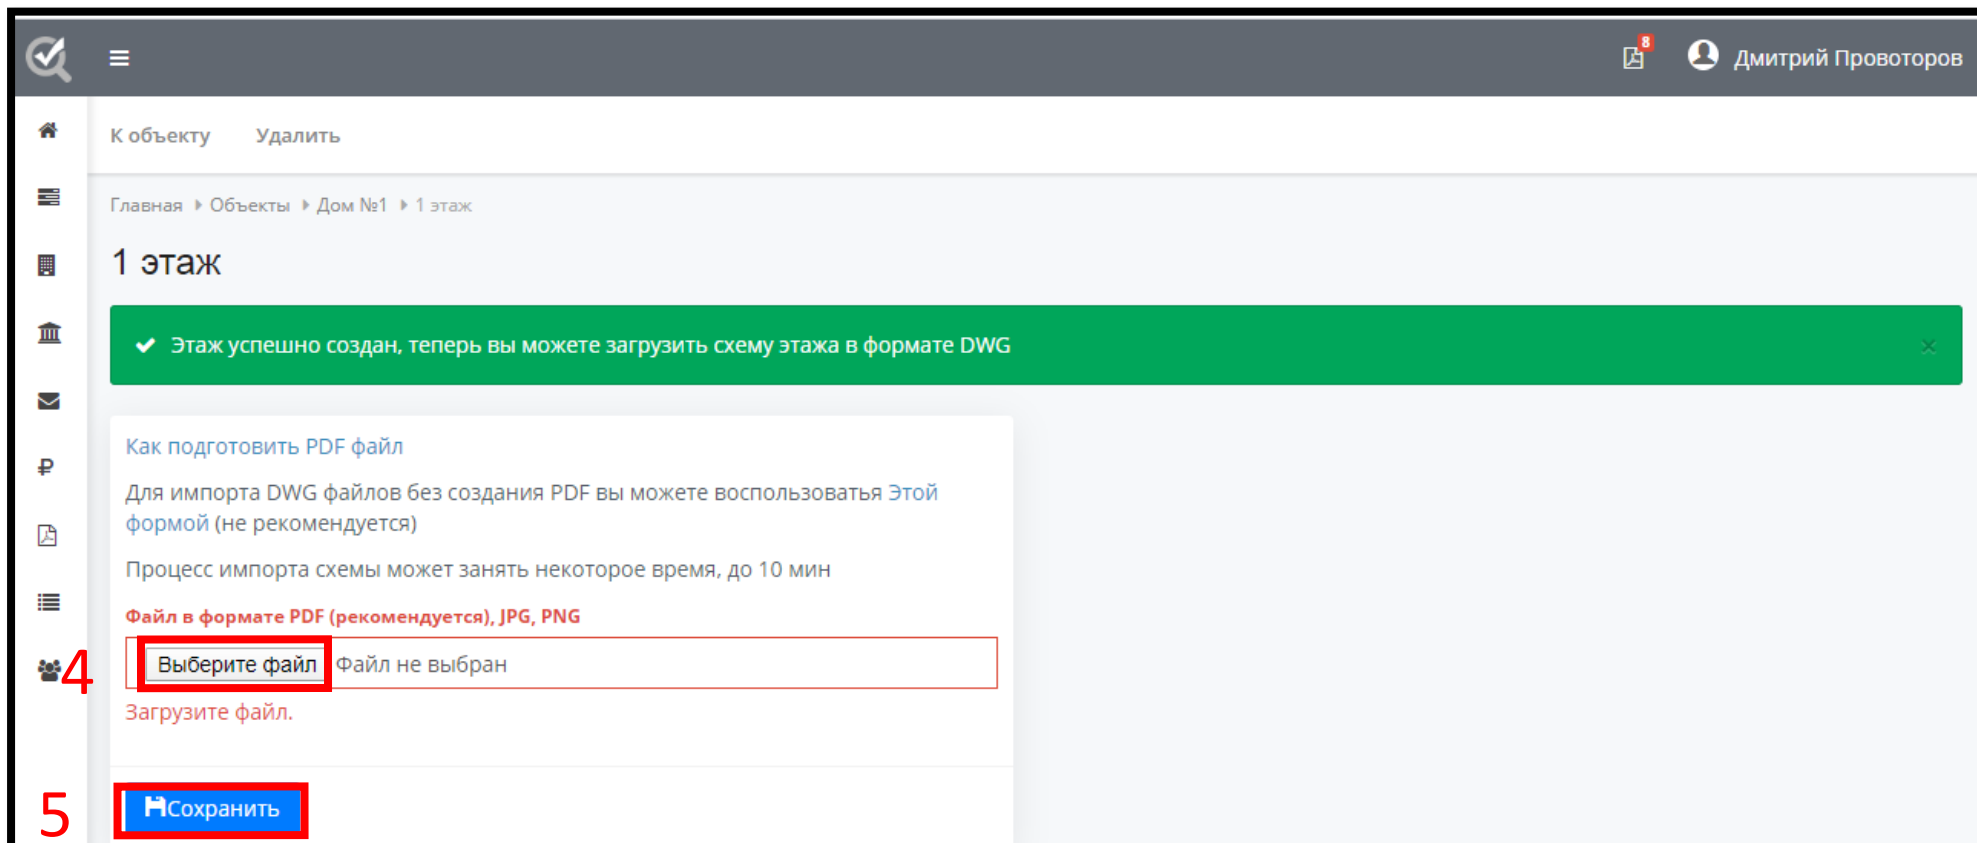 8
Дмитрий Провоторов
К объекту Удалить
Главная Объекты Дом №1 1 этаж
1 этаж
Этаж успешно создан, теперь вы можете загрузить схему этажа в формате DWG
×
Как подготовить PDF файл
Для импорта DWG файлов без создания PDF вы можете воспользоватья Этой
формой (не рекомендуется)
Процесс импорта схемы может занять некоторое время, до 10 мин
Файл в формате PDF (рекомендуется), JPG, PNG
4 Выберите файл Файл не выбран
Загрузите файл.
5 Сохранить